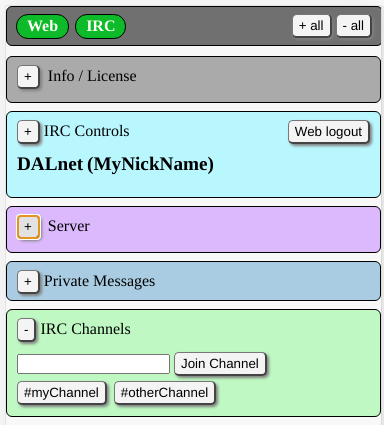 Web IRC + all - all
+ Info / License
+ IRC Controls Web logout
DALnet (MyNickName)
+ Server
+ Private Messages
- IRC Channels
Join Channel
#myChannel #otherChannel